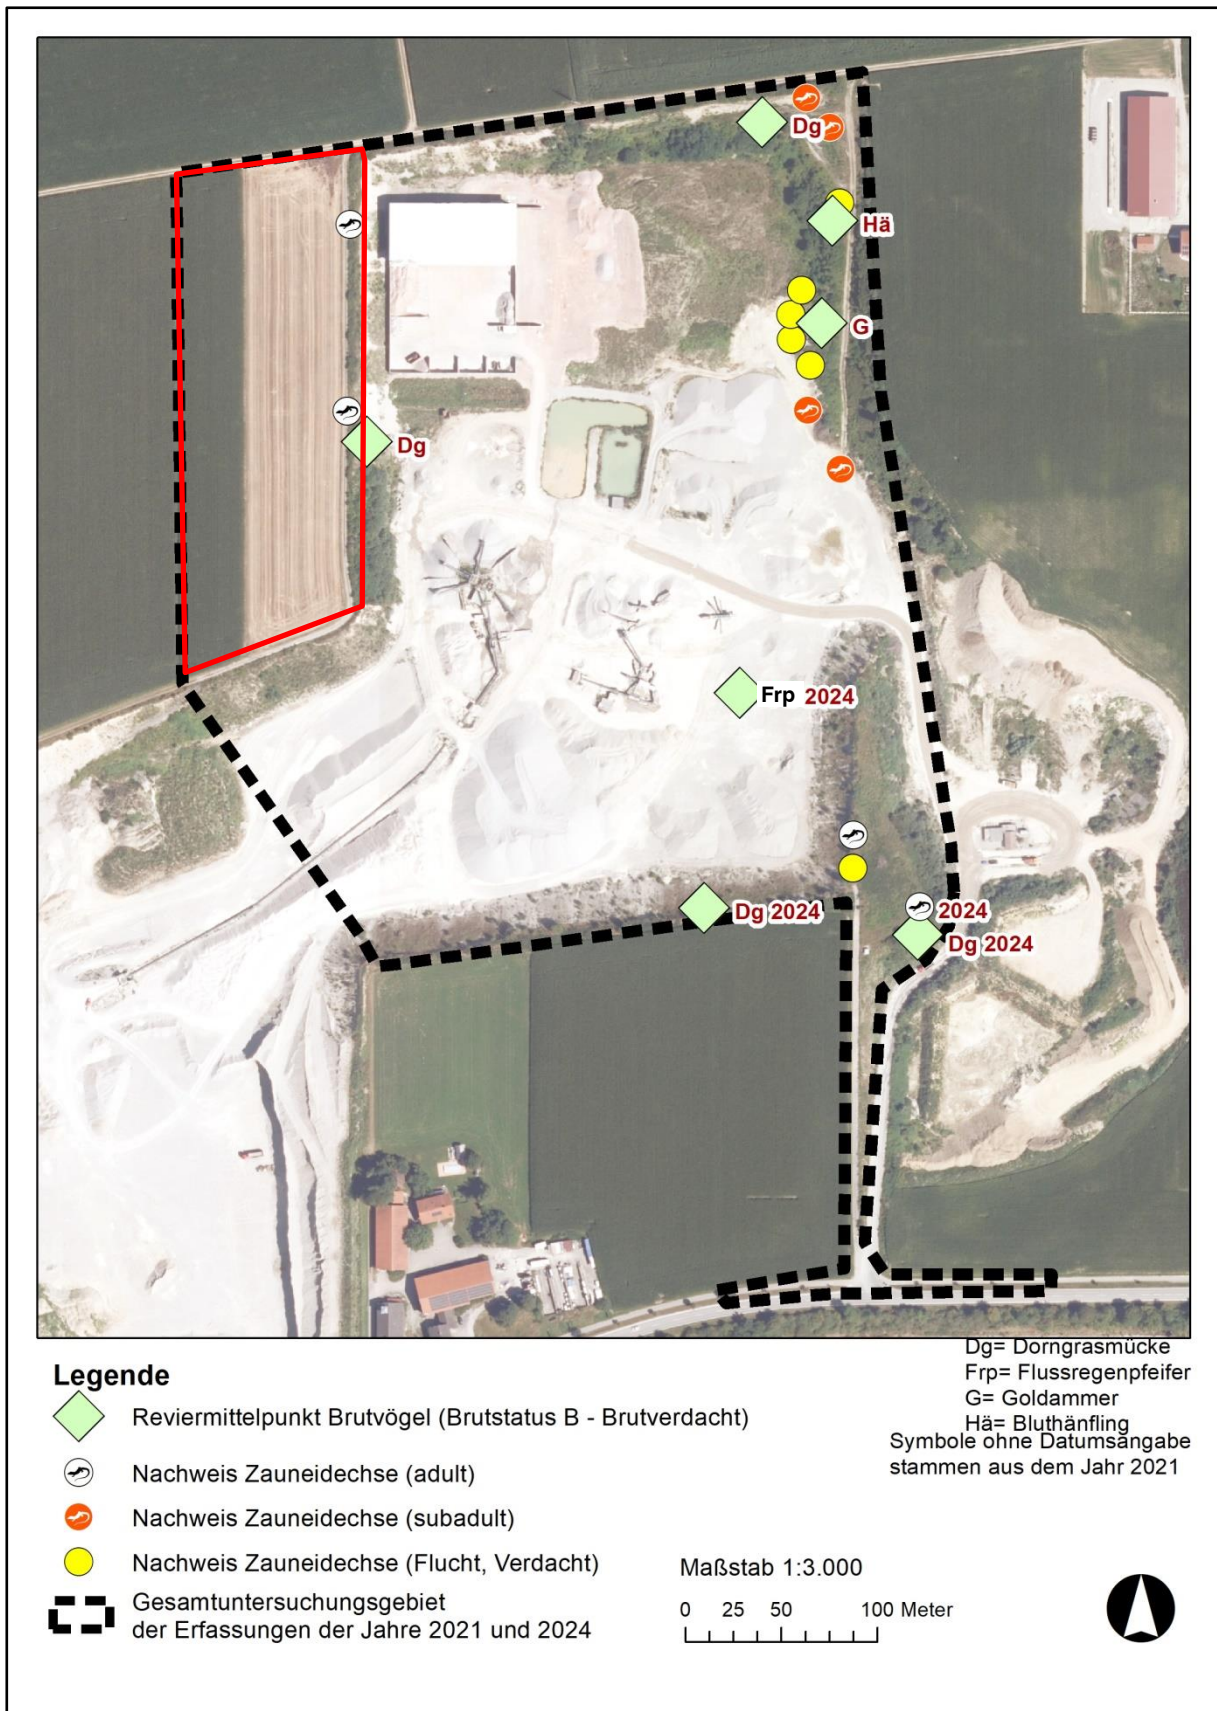 Dg
Hä
G
Dg
Frp 2024
2024
Dg 2024
Dg 2024
Legende
Reviermittelpunkt Brutvögel (Brutstatus B - Brutverdacht)
Nachweis Zauneidechse (adult)
Nachweis Zauneidechse (subadult)
Nachweis Zauneidechse (Flucht, Verdacht)
Gesamtuntersuchungsgebiet
der Erfassungen der Jahre 2021 und 2024
Dg= Dorngrasmücke
Frp= Flussregenpfeifer
G= Goldammer
Hä= Bluthänfling
Symbole ohne Datumsangabe
stammen aus dem Jahr 2021
Maßstab 1:3.000
0 25 50 100 Meter